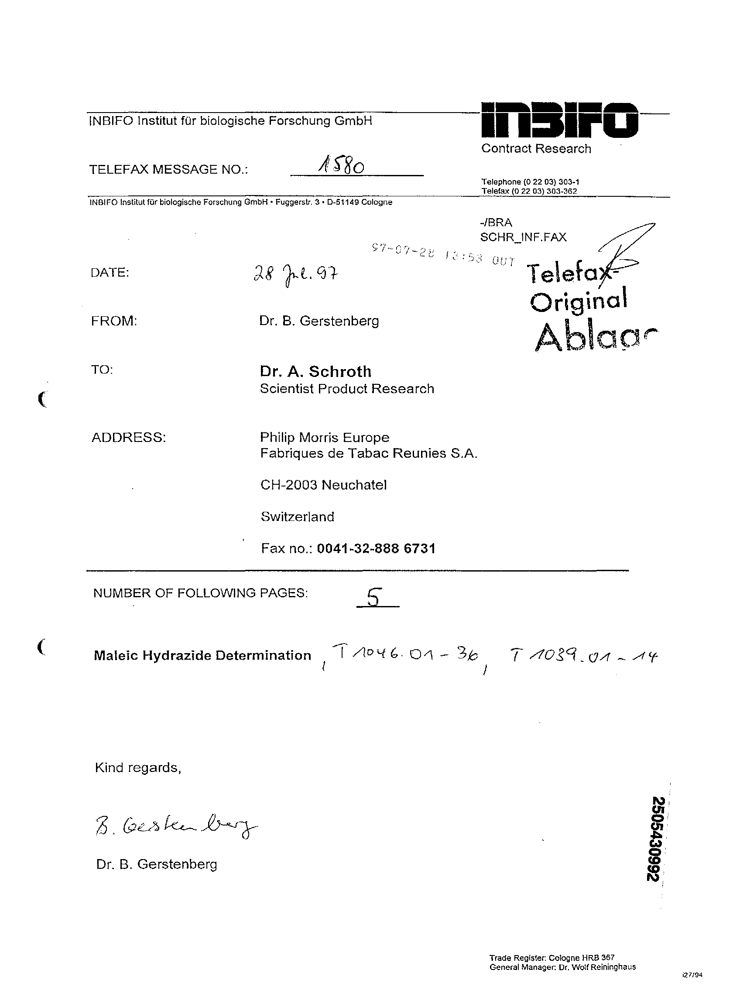 INBIFO Institut für biologische Forschung GmbH
INBIFO
Contract Research
TELEFAX MESSAGE NO.: 1580
Telephone (0 22 03) 303-1
Telefax (0 22 03) 303-362
INBIFO Institut für biologische Forschung GmbH • Fuggerstr. 3 • D-51149 Cologne
-/BRA
SCHR_INF.FAX
97-07-28 13:53 OUT
DATE: 28 Jul. 97
Telefax-
Original
Ablage
FROM: Dr. B. Gerstenberg
TO: Dr. A. Schroth
Scientist Product Research
ADDRESS: Philip Morris Europe
Fabriques de Tabac Reunies S.A.
CH-2003 Neuchatel
Switzerland
Fax no.: 0041-32-888 6731
NUMBER OF FOLLOWING PAGES: 5
Maleic Hydrazide Determination, T 1046.01 - 36, T 1039.01 - 14
Kind regards,
B. Gerstenberg
Dr. B. Gerstenberg
2505430992
Trade Register: Cologne HRB 367
General Manager: Dr. Wolf Reininghaus
i27/94